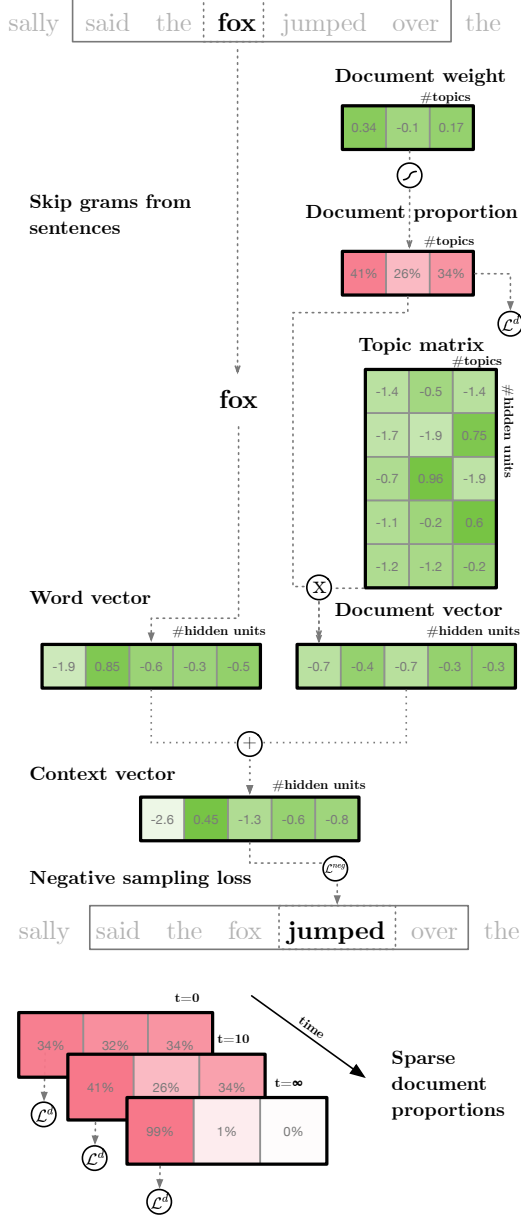 sally said the fox jumped over the
Document weight
#topics
0.34 -0.1 0.17
Skip grams from
sentences
Document proportion
#topics
41% 26% 34%
ℒᵈ
Topic matrix
#topics
#hidden units
-1.4 -0.5 -1.4
-1.7 -1.9 0.75
-0.7 0.96 -1.9
-1.1 -0.2 0.6
-1.2 -1.2 -0.2
fox
X
Word vector
#hidden units
-1.9 0.85 -0.6 -0.3 -0.5
Document vector
#hidden units
-0.7 -0.4 -0.7 -0.3 -0.3
+
Context vector
#hidden units
-2.6 0.45 -1.3 -0.6 -0.8
ℒⁿᵉᵍ
Negative sampling loss
sally said the fox jumped over the
t=0
34% 32% 34%
t=10
41% 26% 34%
t=∞
99% 1% 0%
ℒᵈ
ℒᵈ
ℒᵈ
time
Sparse
document
proportions